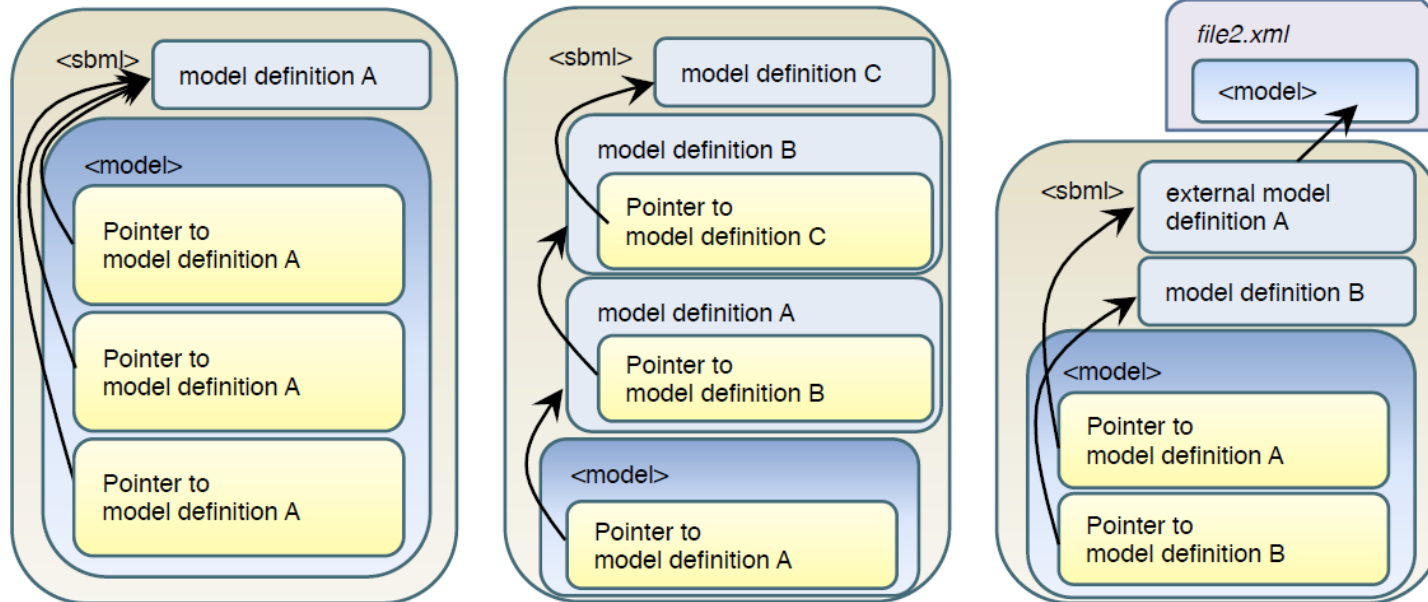 <sbml>
model definition A
<model>
Pointer to
model definition A
Pointer to
model definition A
Pointer to
model definition A
<sbml>
model definition C
model definition B
Pointer to
model definition C
model definition A
Pointer to
model definition B
<model>
Pointer to
model definition A
file2.xml
<model>
<sbml>
external model
definition A
model definition B
<model>
Pointer to
model definition A
Pointer to
model definition B